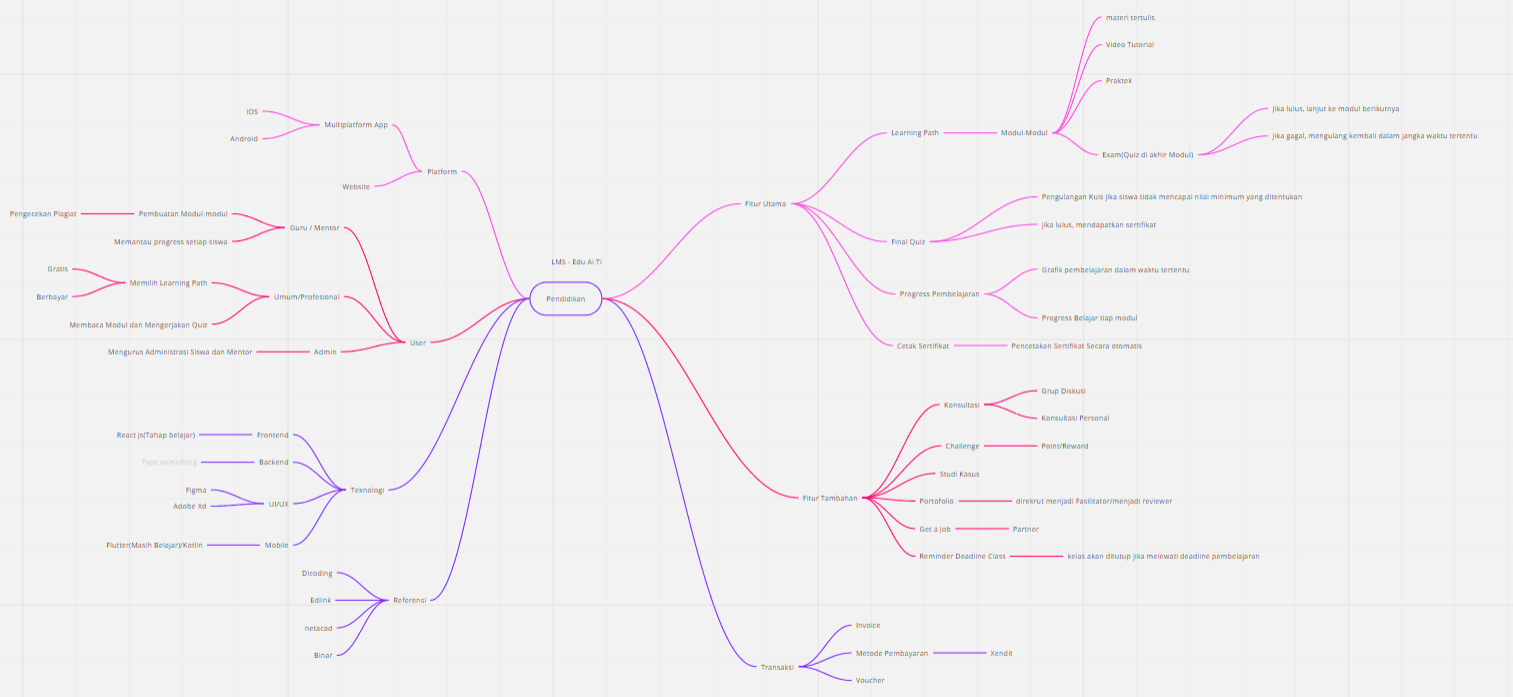 LMS - Edu Ai Ti
Pendidikan
Platform
Multiplatform App
iOS
Android
Website
User
Guru / Mentor
Pembuatan Modul-modul
Pengecekan Plagiat
Memantau progress setiap siswa
Umum/Profesional
Memilih Learning Path
Gratis
Berbayar
Membaca Modul dan Mengerjakan Quiz
Admin
Mengurus Administrasi Siswa dan Mentor
Teknologi
Frontend
React Js(Tahap belajar)
Backend
Type something
UI/UX
Figma
Adobe Xd
Mobile
Flutter(Masih Belajar)/Kotlin
Referensi
Dicoding
Edlink
netacad
Binar
Fitur Utama
Learning Path
Modul-Modul
materi tertulis
Video Tutorial
Praktek
Exam(Quiz di akhir Modul)
Jika lulus, lanjut ke modul berikutnya
Jika gagal, mengulang kembali dalam jangka waktu tertentu
Final Quiz
Pengulangan Kuis jika siswa tidak mencapai nilai minimum yang ditentukan
Jika lulus, mendapatkan sertifikat
Progress Pembelajaran
Grafik pembelajaran dalam waktu tertentu
Progress Belajar tiap modul
Cetak Sertifikat
Pencetakan Sertifikat Secara otomatis
Fitur Tambahan
Konsultasi
Grup Diskusi
Konsultasi Personal
Challenge
Point/Reward
Studi Kasus
Portofolio
direkrut menjadi Fasilitator/menjadi reviewer
Get a Job
Partner
Reminder Deadline Class
kelas akan ditutup jika melewati deadline pembelajaran
Transaksi
Invoice
Metode Pembayaran
Xendit
Voucher